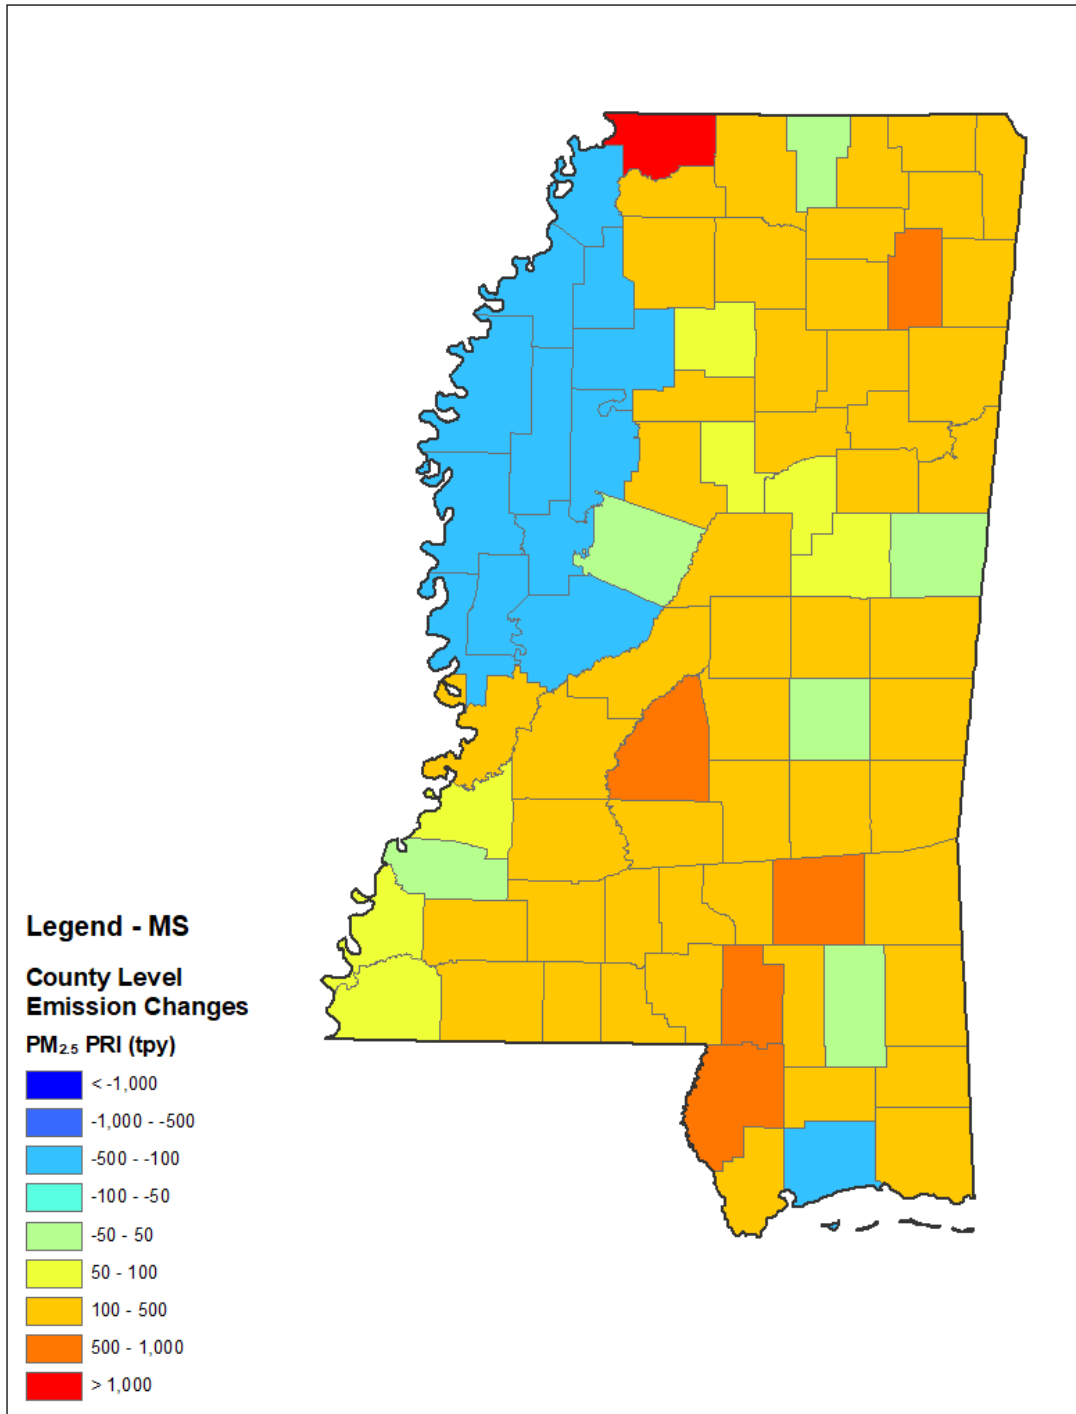 Legend - MS
County Level
Emission Changes
PM2.5 PRI (tpy)
< -1,000
-1,000 - -500
-500 - -100
-100 - -50
-50 - 50
50 - 100
100 - 500
500 - 1,000
> 1,000